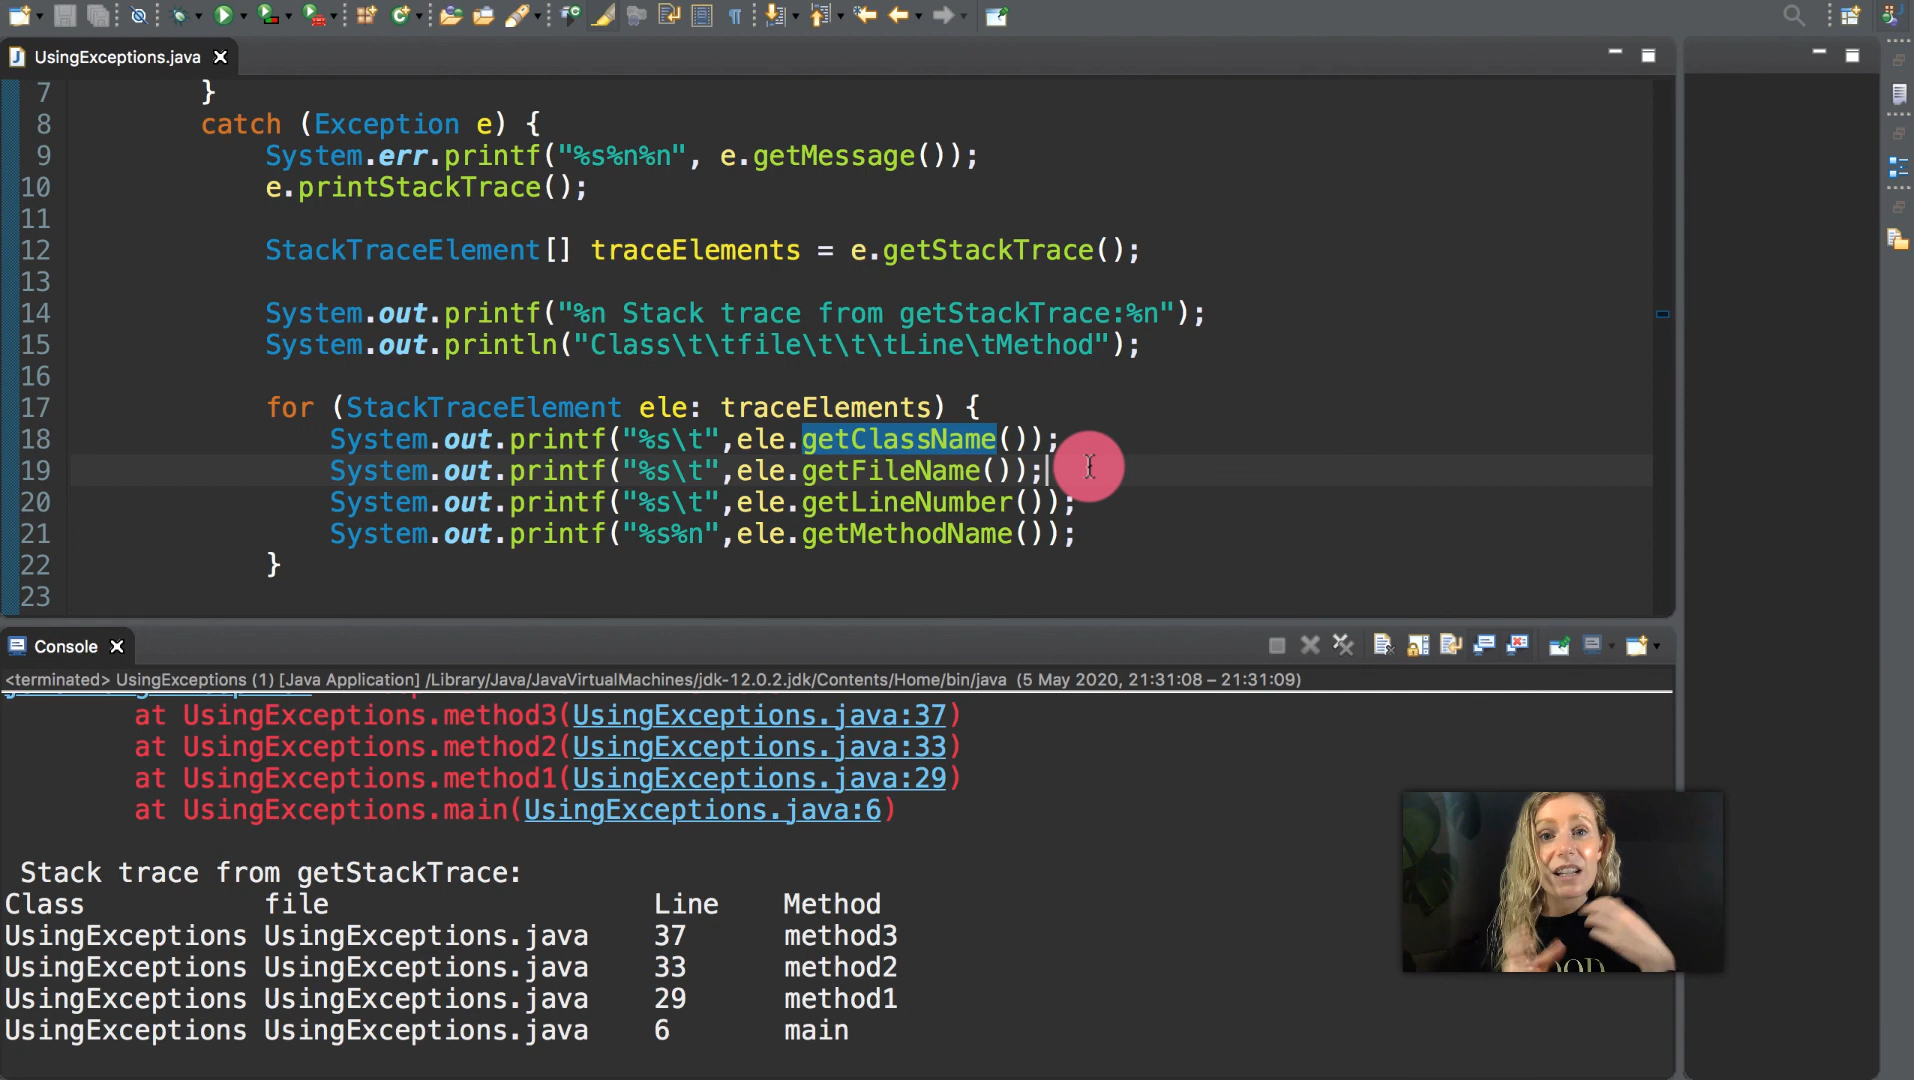 UsingExceptions.java
7 }
8 catch (Exception e) {
9 System.err.printf("%s%n%n", e.getMessage());
10 e.printStackTrace();
11
12 StackTraceElement[] traceElements = e.getStackTrace();
13
14 System.out.printf("%n Stack trace from getStackTrace:%n");
15 System.out.println("Class\t\tfile\t\t\tLine\tMethod");
16
17 for (StackTraceElement ele: traceElements) {
18 System.out.printf("%s\t",ele.getClassName());
19 System.out.printf("%s\t",ele.getFileName());
20 System.out.printf("%s\t",ele.getLineNumber());
21 System.out.printf("%s%n",ele.getMethodName());
22 }
23
Console
<terminated> UsingExceptions (1) [Java Application] /Library/Java/JavaVirtualMachines/jdk-12.0.2.jdk/Contents/Home/bin/java (5 May 2020, 21:31:08 – 21:31:09)
at UsingExceptions.method3(UsingExceptions.java:37)
at UsingExceptions.method2(UsingExceptions.java:33)
at UsingExceptions.method1(UsingExceptions.java:29)
at UsingExceptions.main(UsingExceptions.java:6)
Stack trace from getStackTrace:
Class file Line Method
UsingExceptions UsingExceptions.java 37 method3
UsingExceptions UsingExceptions.java 33 method2
UsingExceptions UsingExceptions.java 29 method1
UsingExceptions UsingExceptions.java 6 main